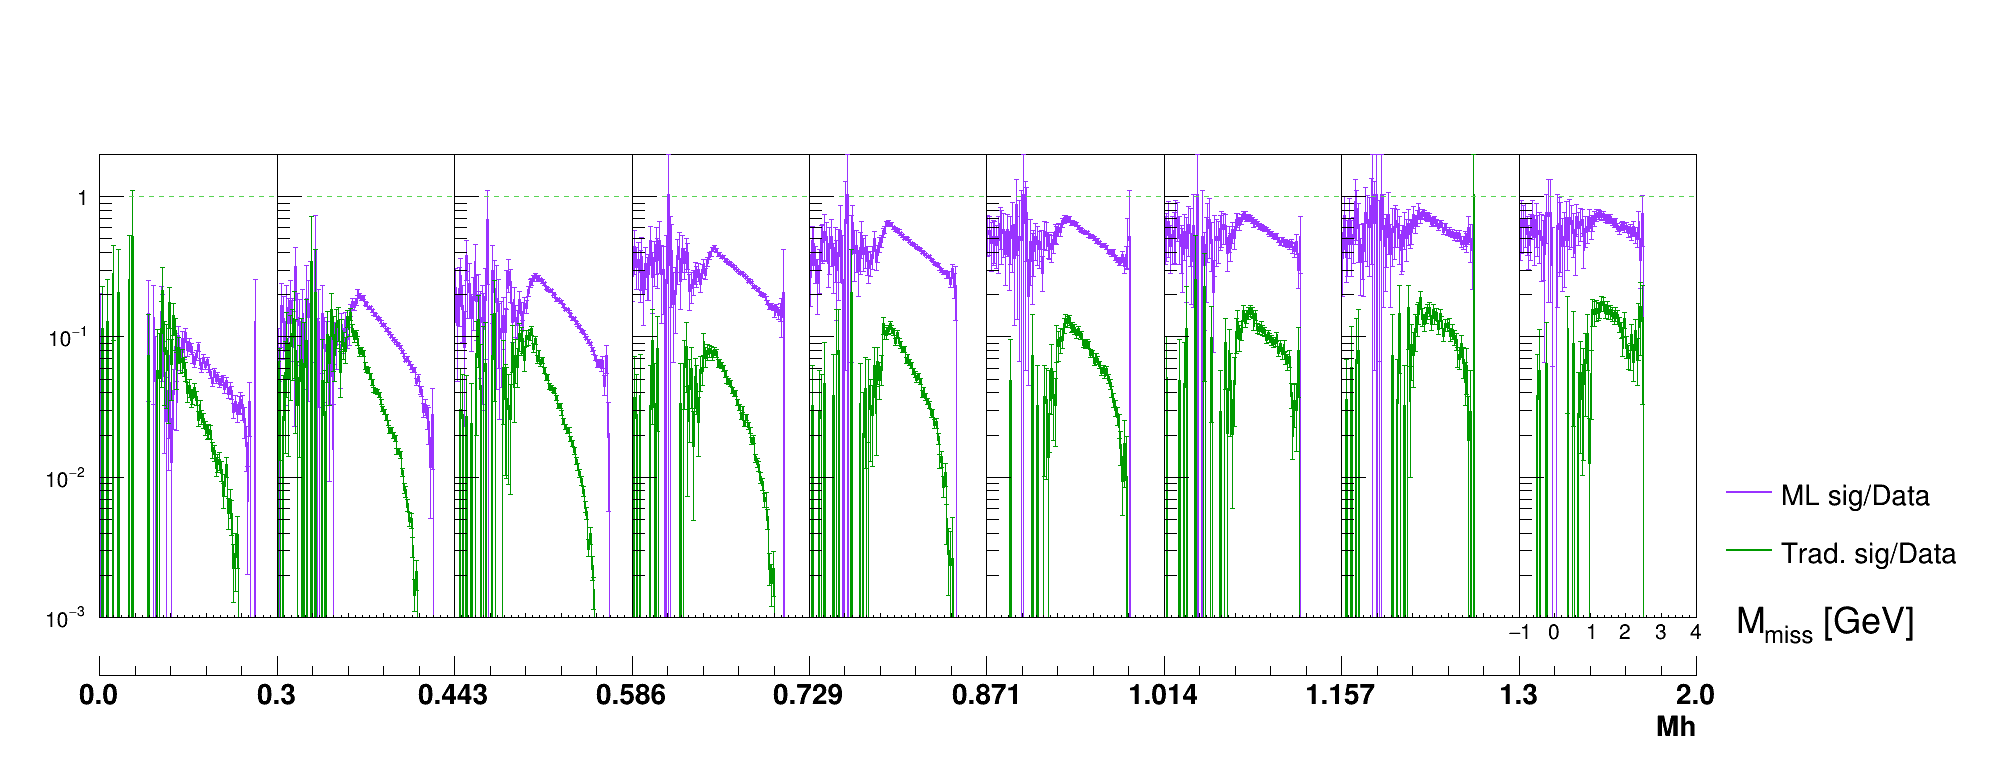 1
10−1
10−2
10−3
ML sig/Data
Trad. sig/Data
Mmiss [GeV]
−1 0 1 2 3 4
0.0 0.3 0.443 0.586 0.729 0.871 1.014 1.157 1.3 2.0
Mh